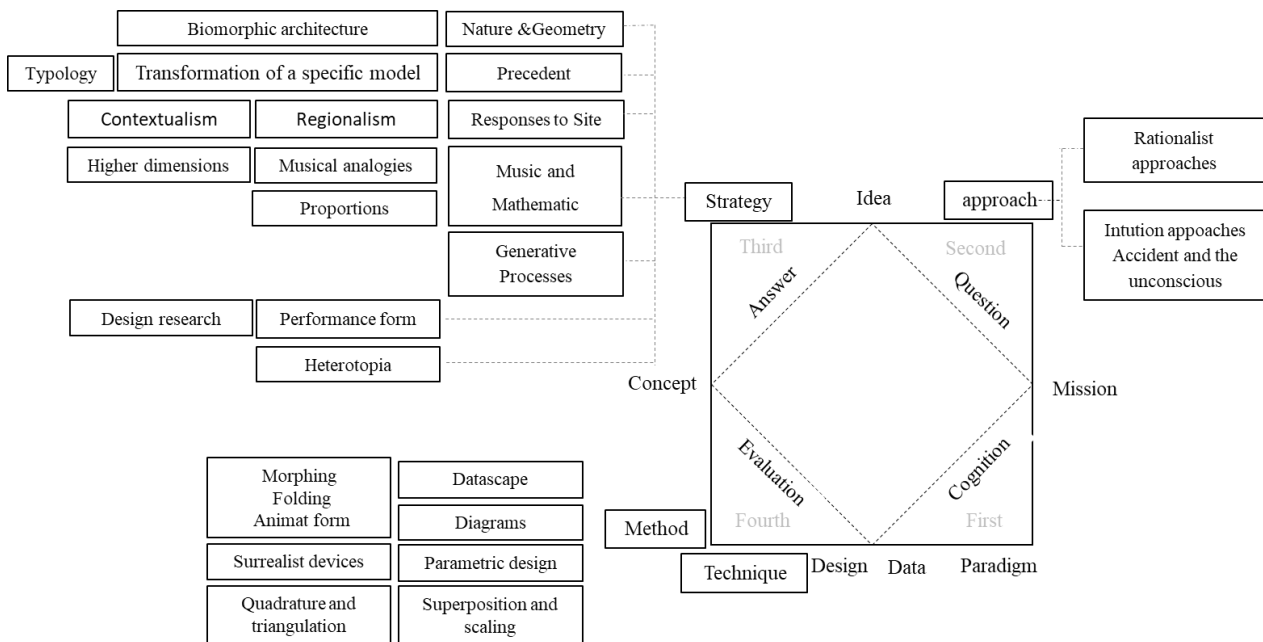 Biomorphic architecture
Nature &Geometry
Typology
Transformation of a specific model
Precedent
Contextualism
Regionalism
Responses to Site
Higher dimensions
Musical analogies
Music and
Mathematic
Proportions
Generative
Processes
Design research
Performance form
Heterotopia
Strategy
Idea
approach
Rationalist
approaches
Intution appoaches
Accident and the
unconscious
Third
Second
Answer
Question
Concept
Mission
Evaluation
Cognition
Fourth
First
Method
Technique
Design
Data
Paradigm
Morphing
Folding
Animat form
Datascape
Diagrams
Surrealist devices
Parametric design
Quadrature and
triangulation
Superposition and
scaling